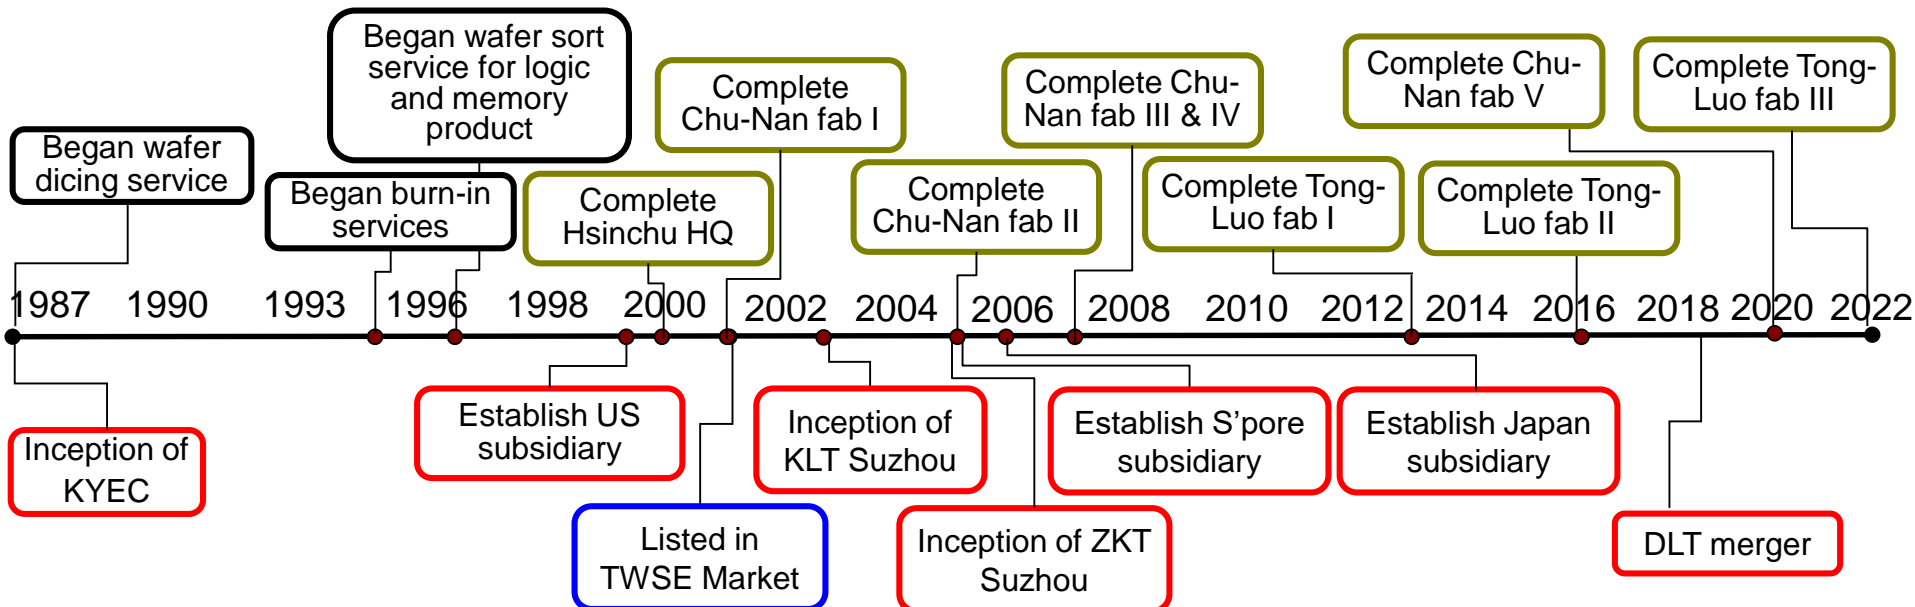 Began wafer
dicing service
Began wafer sort
service for logic
and memory
product
Began burn-in
services
Complete
Hsinchu HQ
Complete
Chu-Nan fab I
Complete
Chu-Nan fab II
Complete Chu-
Nan fab III & IV
Complete Tong-
Luo fab I
Complete Chu-
Nan fab V
Complete Tong-
Luo fab II
Complete Tong-
Luo fab III
1987 1990 1993 1996 1998 2000 2002 2004 2006 2008 2010 2012 2014 2016 2018 2020 2022
Inception of
KYEC
Establish US
subsidiary
Listed in
TWSE Market
Inception of
KLT Suzhou
Inception of ZKT
Suzhou
Establish S’pore
subsidiary
Establish Japan
subsidiary
DLT merger